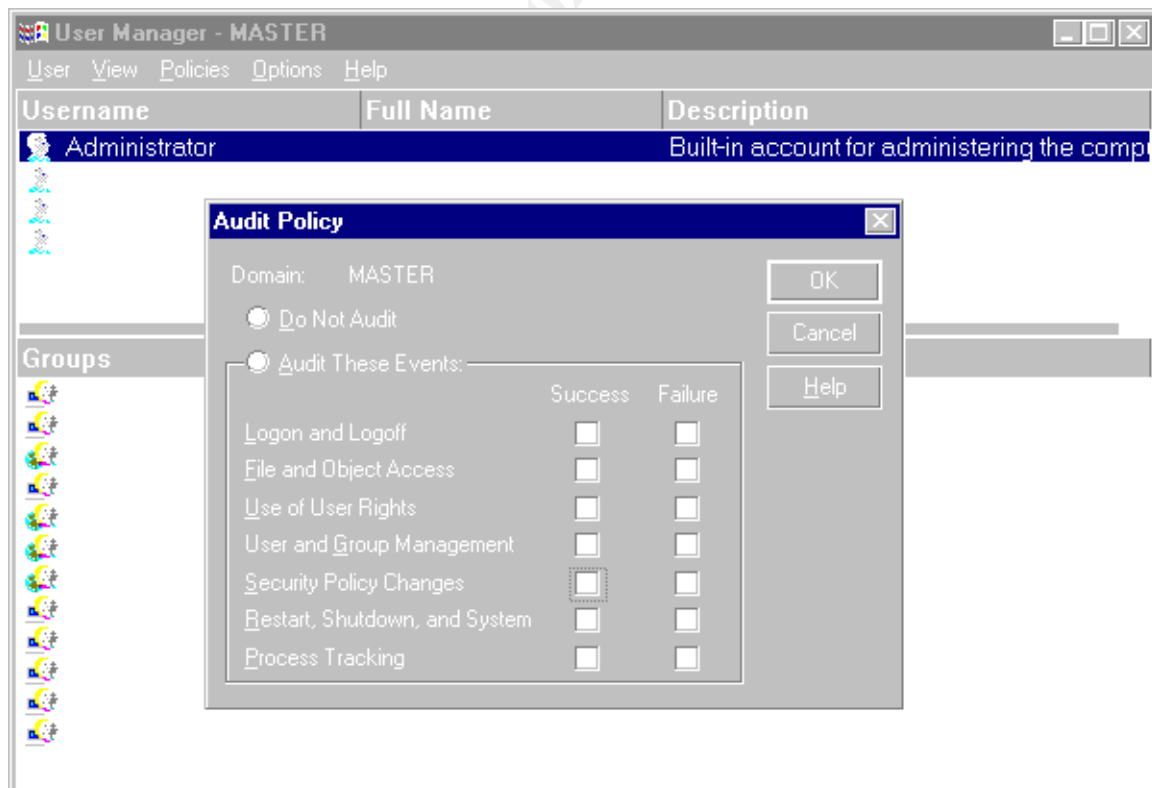 User Manager - MASTER
User View Policies Options Help
Username Full Name Description
Administrator Built-in account for administering the comp
Audit Policy
Domain: MASTER
OK
Do Not Audit
Cancel
Groups
Audit These Events:
Help
Success Failure
Logon and Logoff
File and Object Access
Use of User Rights
User and Group Management
Security Policy Changes
Restart, Shutdown, and System
Process Tracking